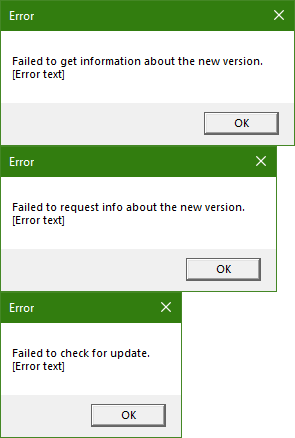 Error
Failed to get information about the new version.
[Error text]
OK
Error
Failed to request info about the new version.
[Error text]
OK
Error
Failed to check for update.
[Error text]
OK